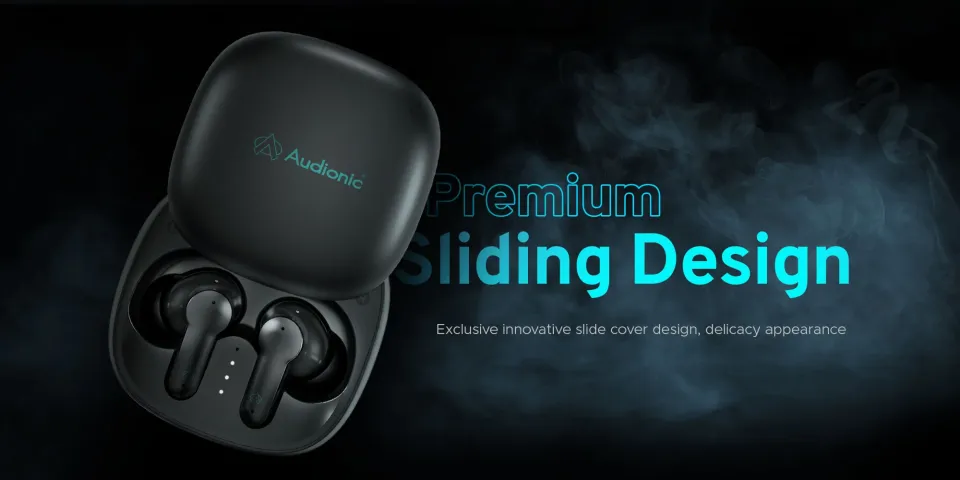 Audionic
Premium
Sliding Design
Exclusive innovative slide cover design, delicacy appearance